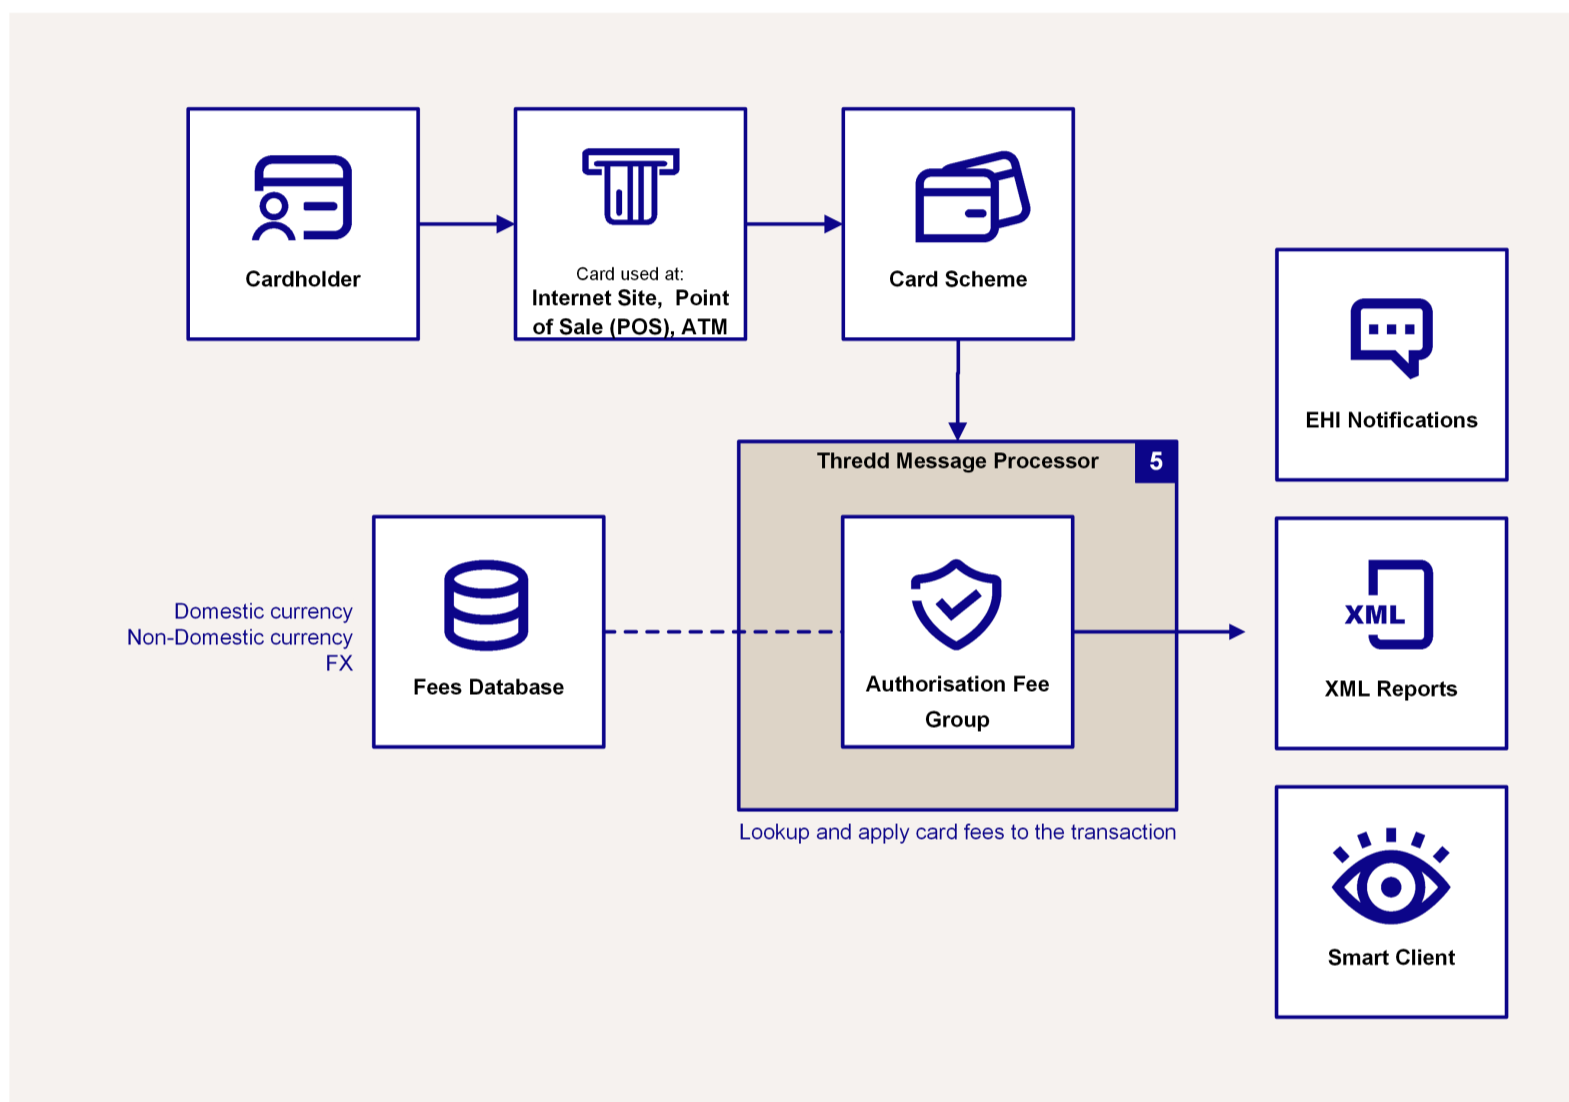 Cardholder
Card used at:
Internet Site, Point
of Sale (POS), ATM
Card Scheme
EHI Notifications
Thredd Message Processor
5
Domestic currency
Non-Domestic currency
FX
Fees Database
Authorisation Fee
Group
XML
XML Reports
Lookup and apply card fees to the transaction
Smart Client